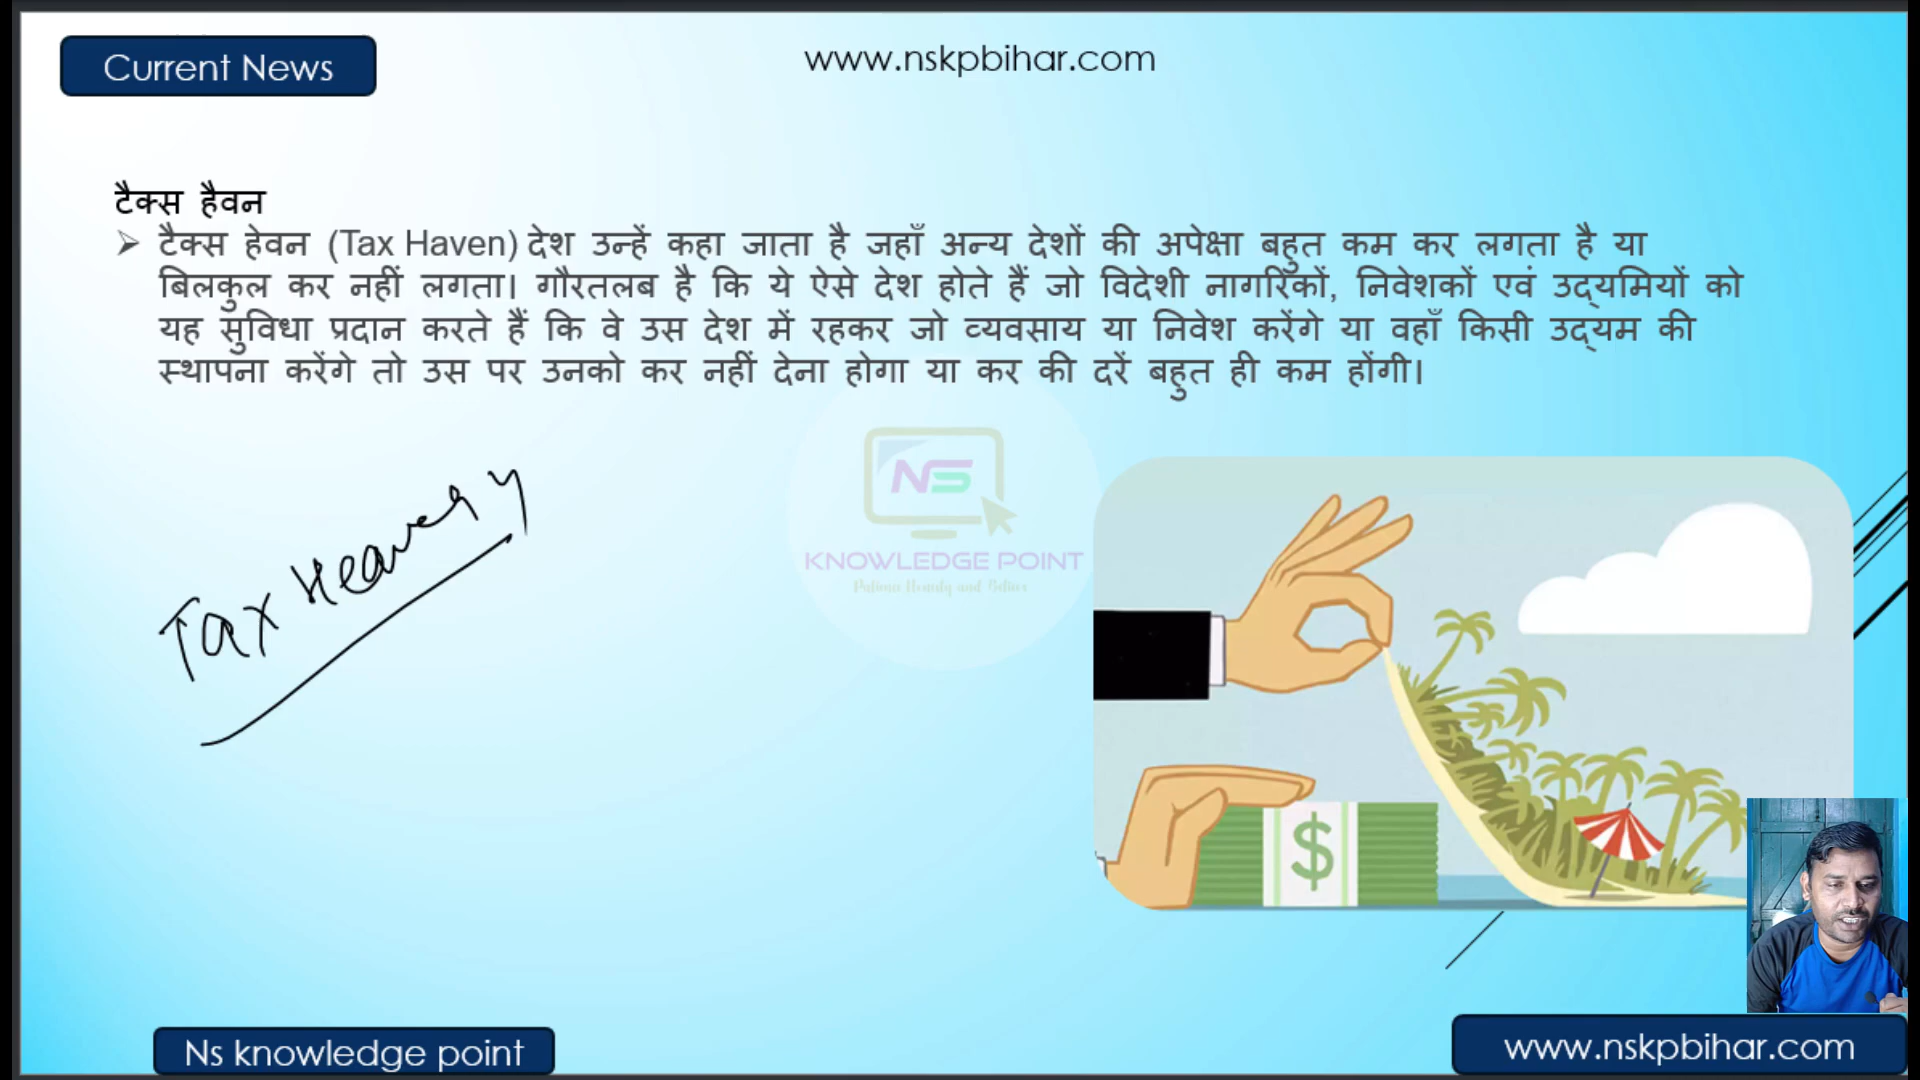 Current News
www.nskpbihar.com
टैक्स हैवन
➢ टैक्स हेवन (Tax Haven) देश उन्हें कहा जाता है जहाँ अन्य देशों की अपेक्षा बहुत कम कर लगता है या
बिलकुल कर नहीं लगता। गौरतलब है कि ये ऐसे देश होते हैं जो विदेशी नागरिकों, निवेशकों एवं उद्यमियों को
यह सुविधा प्रदान करते हैं कि वे उस देश में रहकर जो व्यवसाय या निवेश करेंगे या वहाँ किसी उद्यम की
स्थापना करेंगे तो उस पर उनको कर नहीं देना होगा या कर की दरें बहुत ही कम होंगी।
NS
KNOWLEDGE POINT
Tax
$
Ns knowledge point
www.nskpbihar.com